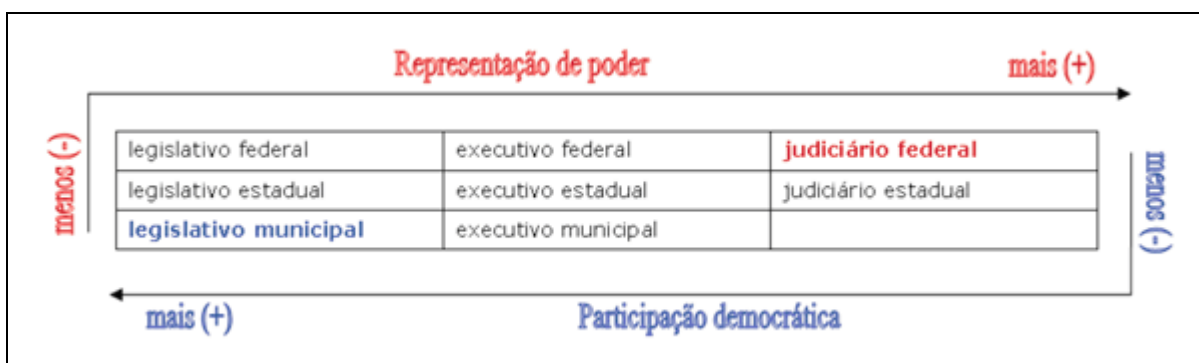 Representação de poder mais (+)
menos (-)
legislativo federal executivo federal judiciário federal
legislativo estadual executivo estadual judiciário estadual
legislativo municipal executivo municipal
menos (-)
mais (+) Participação democrática